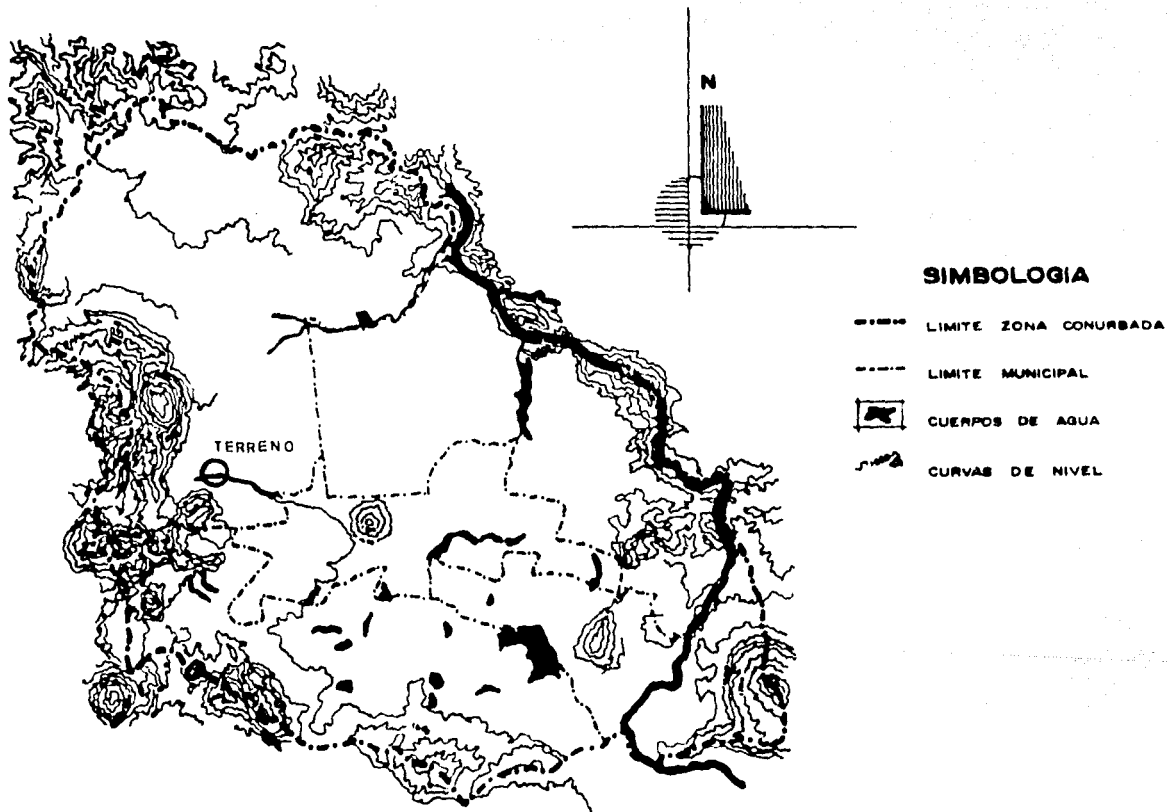 N
SIMBOLOGIA
LIMITE ZONA CONURBADA
LIMITE MUNICIPAL
CUERPOS DE AGUA
CURVAS DE NIVEL
TERRENO